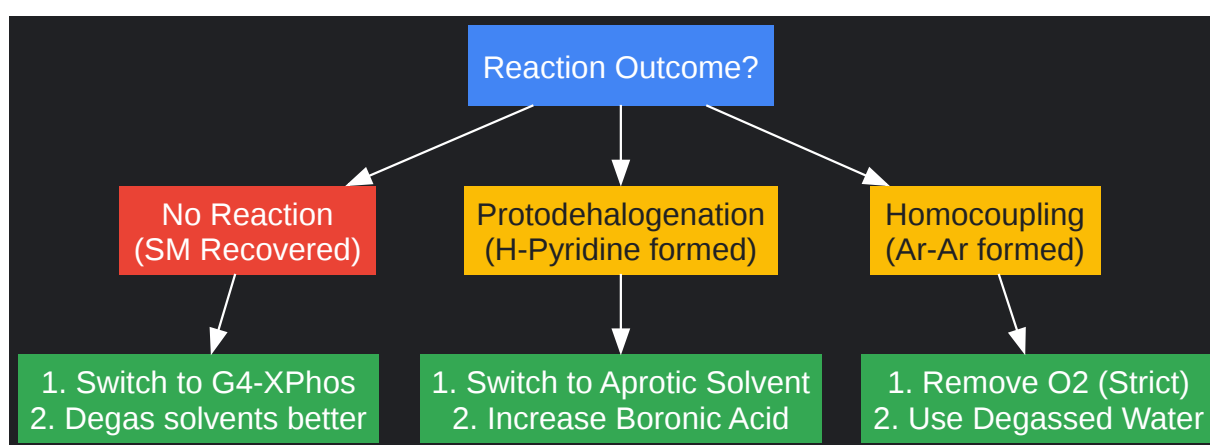 Reaction Outcome?
No Reaction
(SM Recovered)
Protodehalogenation
(H-Pyridine formed)
Homocoupling
(Ar-Ar formed)
1. Switch to G4-XPhos
2. Degas solvents better
1. Switch to Aprotic Solvent
2. Increase Boronic Acid
1. Remove O2 (Strict)
2. Use Degassed Water